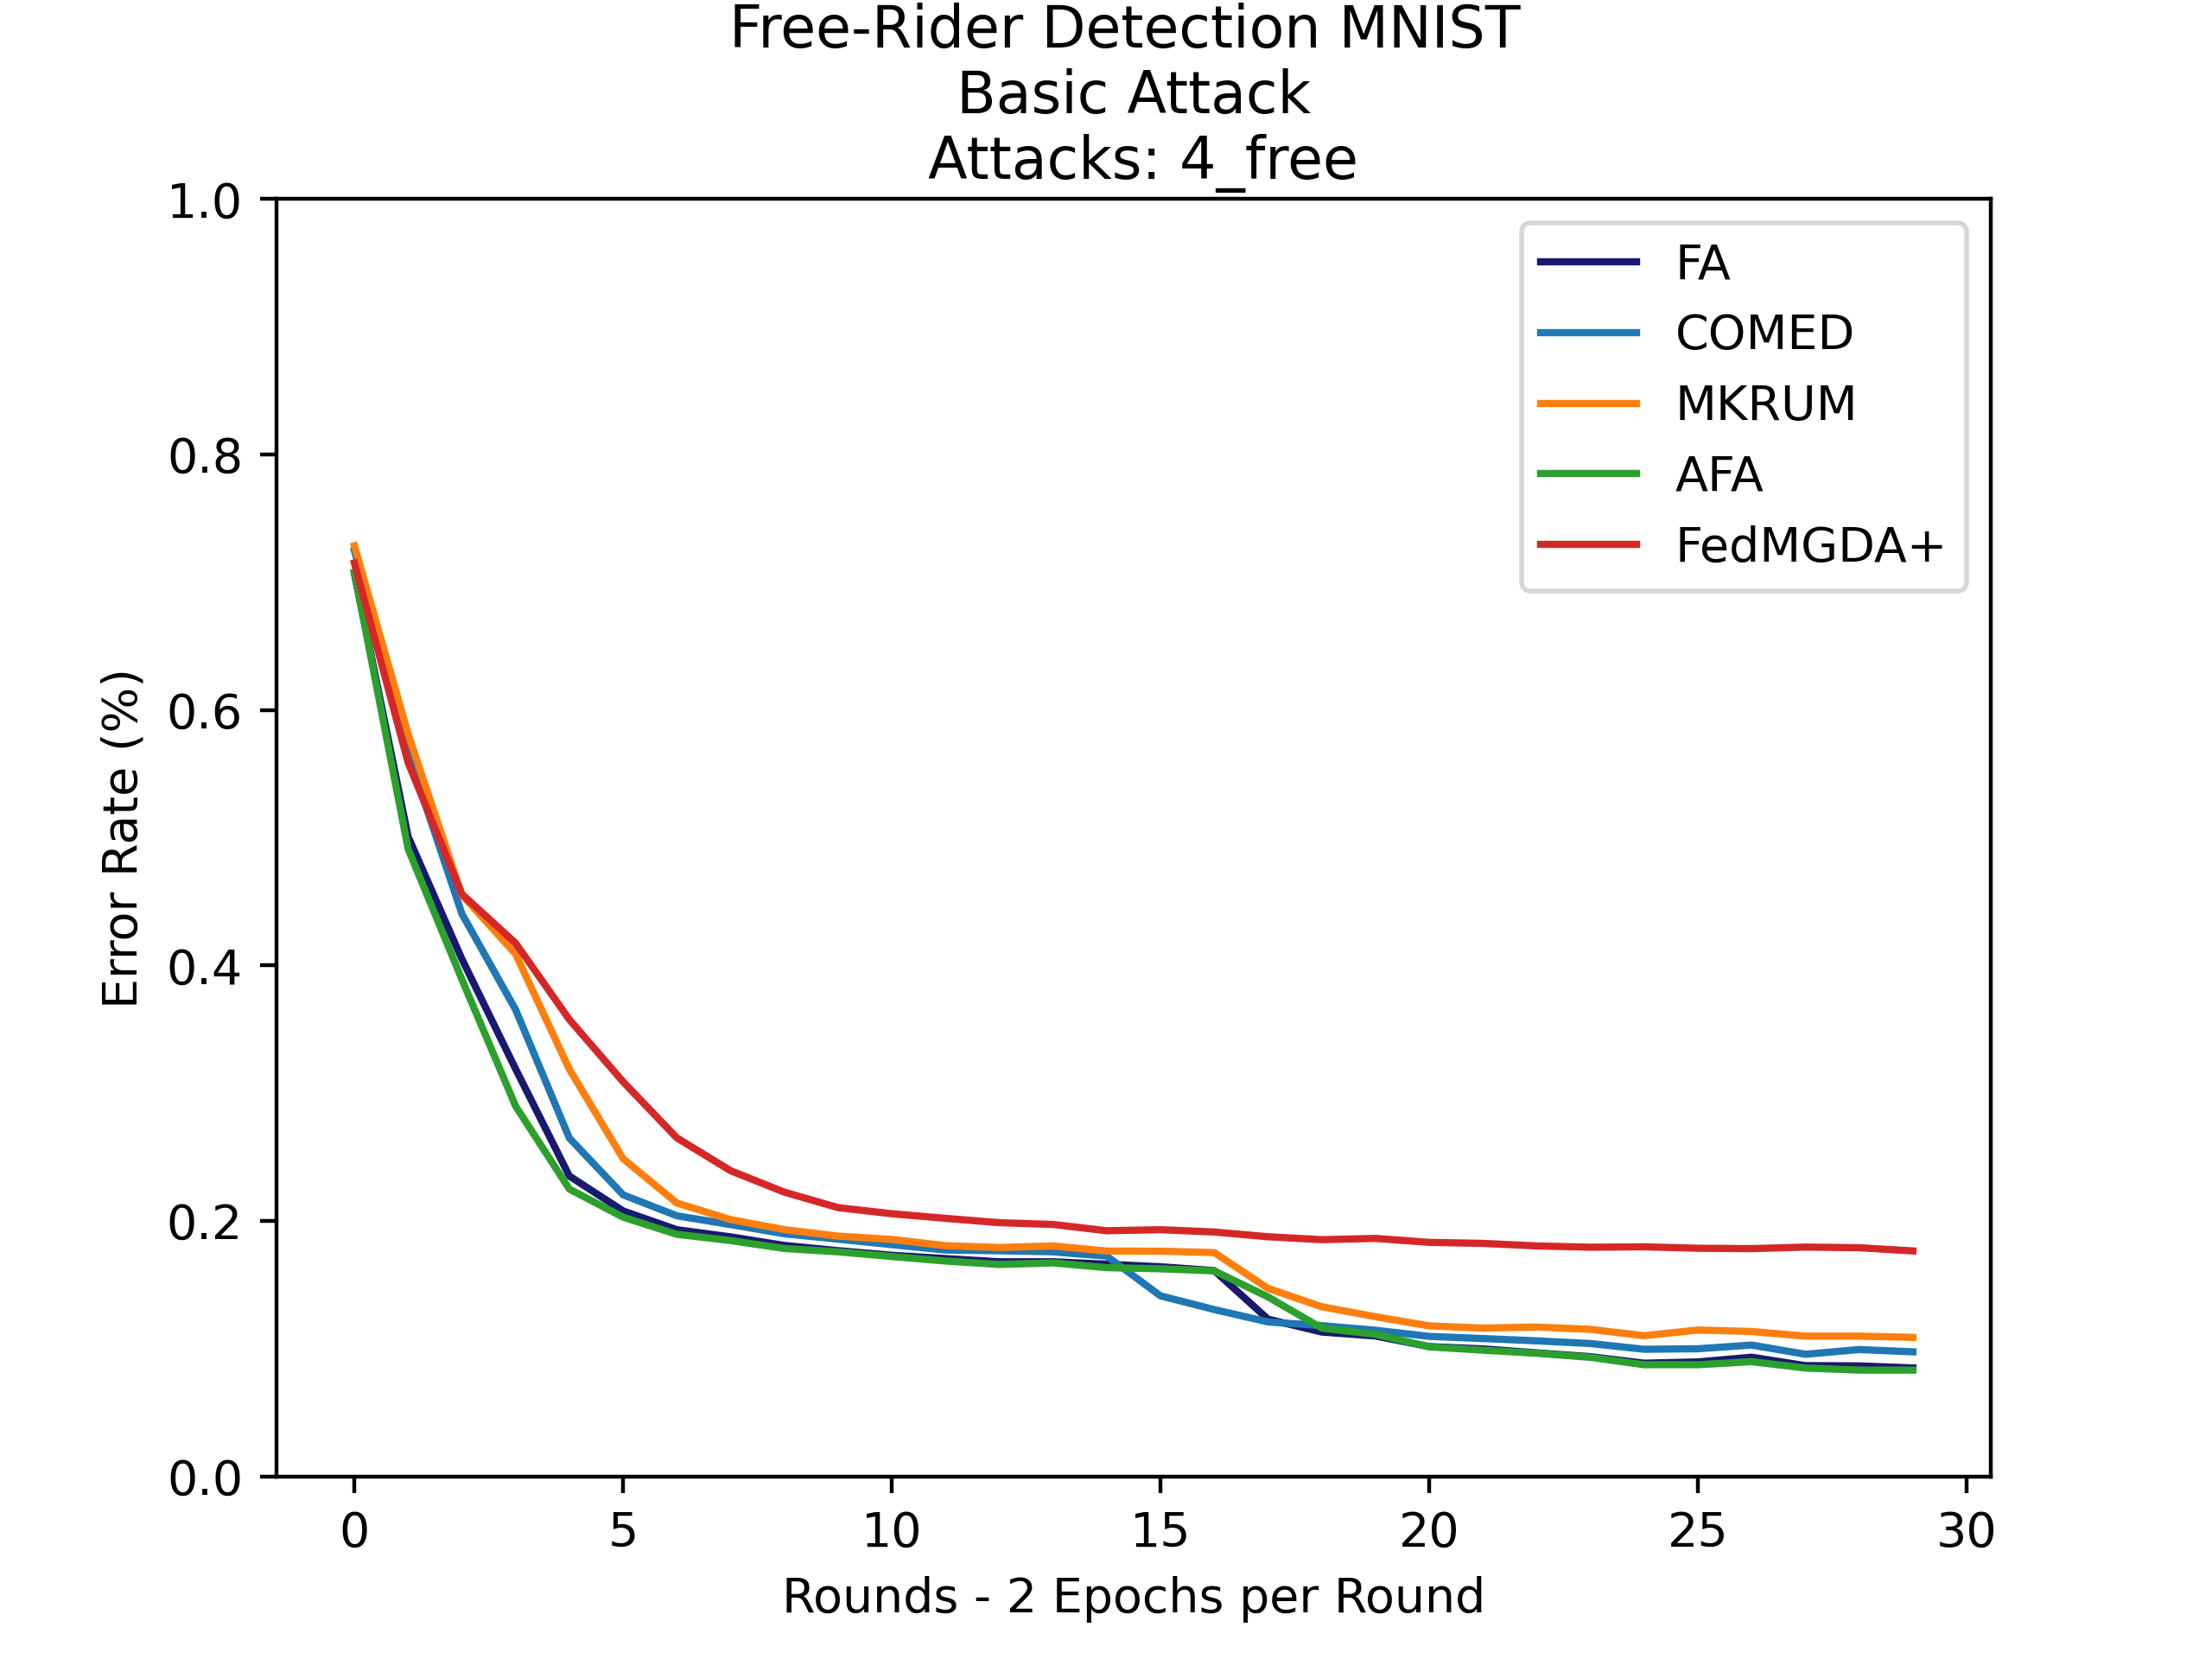 Free-Rider Detection MNIST
Basic Attack
Attacks: 4_free
1.0
0.8
0.6
0.4
0.2
0.0
Error Rate (%)
FA
COMED
MKRUM
AFA
FedMGDA+
0 5 10 15 20 25 30
Rounds - 2 Epochs per Round